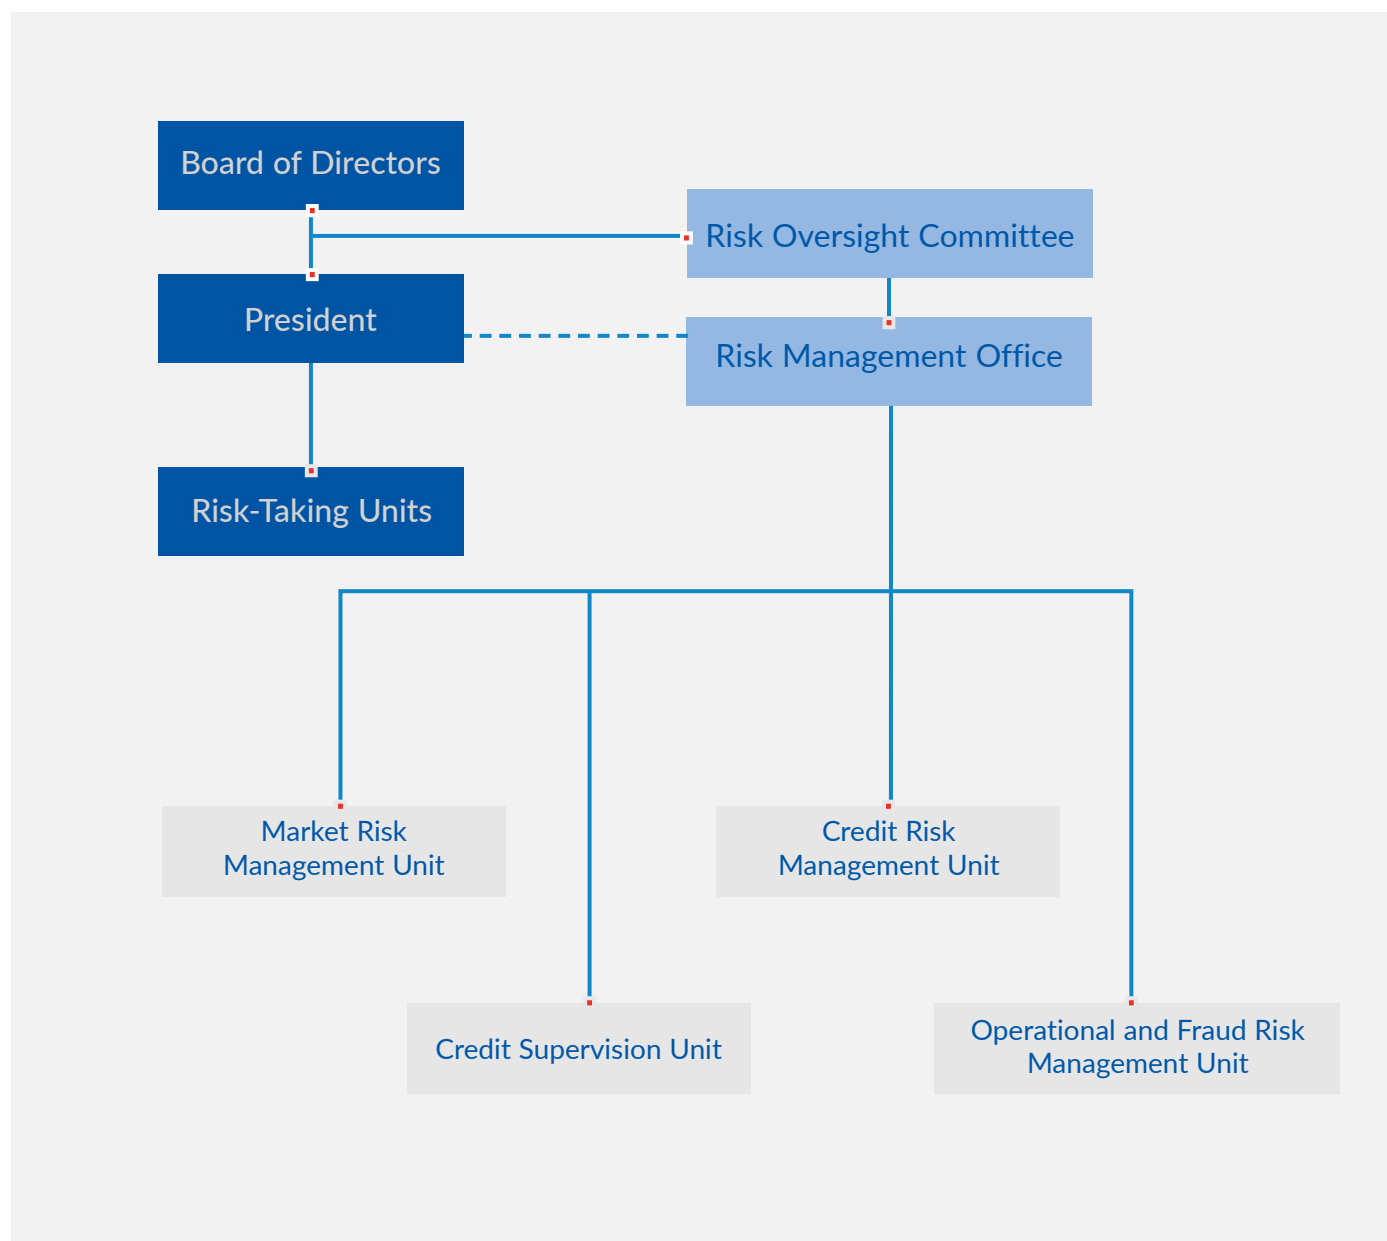 Board of Directors
Risk Oversight Committee
President
Risk Management Office
Risk-Taking Units
Market Risk
Management Unit
Credit Risk
Management Unit
Credit Supervision Unit
Operational and Fraud Risk
Management Unit